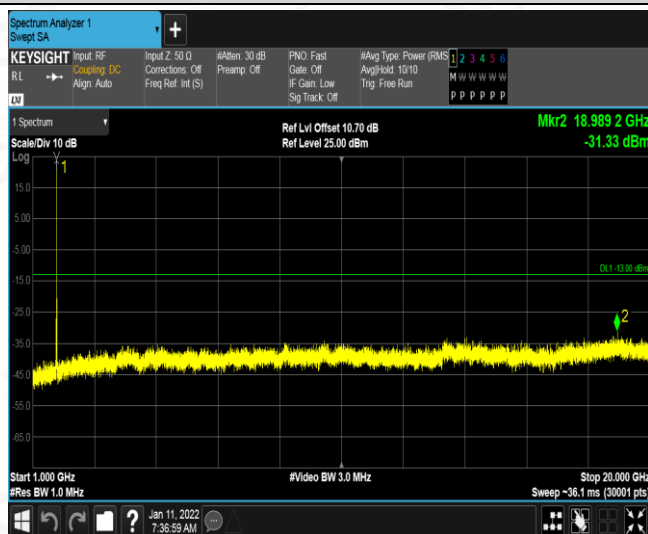 Spectrum Analyzer 1
Swept SA
+
KEYSIGHT
RL
Input: RF
Coupling: DC
Align: Auto
Input Z: 50 Ω
Corrections: Off
Freq Ref: Int (S)
#Atten: 30 dB
Preamp: Off
PNO: Fast
Gate: Off
IF Gain: Low
Sig Track: Off
#Avg Type: Power (RMS
Avg|Hold: 10/10
Trig: Free Run
1 2 3 4 5 6
M W W W W W
P P P P P P
LXI
1 Spectrum
Scale/Div 10 dB
Ref Lvl Offset 10.70 dB
Ref Level 25.00 dBm
Mkr2 18.989 2 GHz
-31.33 dBm
Log
1
15.0
5.00
-5.00
DL1 -13.00 dBm
-15.0
-25.0
2
-35.0
-45.0
-55.0
-65.0
Start 1.000 GHz
#Video BW 3.0 MHz
Stop 20.000 GHz
#Res BW 1.0 MHz
Sweep ~36.1 ms (30001 pts)
?
Jan 11, 2022
7:36:59 AM